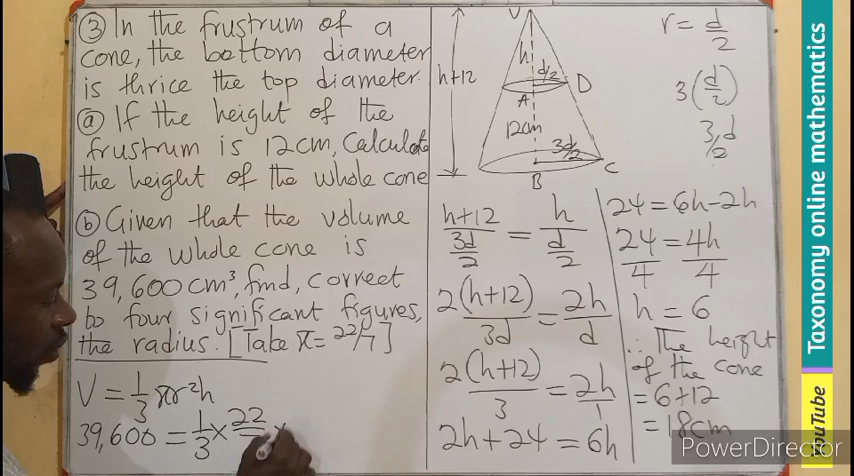 ③ In the frustrum of a
cone, the bottom diameter
is thrice the top diameter.
ⓐ If the height of the
frustrum is 12cm, Calculate
the height of the whole cone
ⓑ Given that the volume
of the whole cone is
39,600 cm³, find, correct
to four significant figures,
the radius. [Take π = 22/7]
V = 1/3 πr²h
39,600 = 1/3 × 22/ ×
V
h
d/2
D
A
h+12
12cm
3d/2
C
B
r = d/2
3(d/2)
3d/2
(h+12)/(3d/2) = h/(d/2)
2(h+12)/3d = 2h/d
2(h+12)/3 = 2h/1
2h+24 = 6h
24 = 6h-2h
24/4 = 4h/4
h = 6
∴ The height
of the cone
= 6+12
= 18cm
YouTube Taxonomy online mathematics
PowerDirector